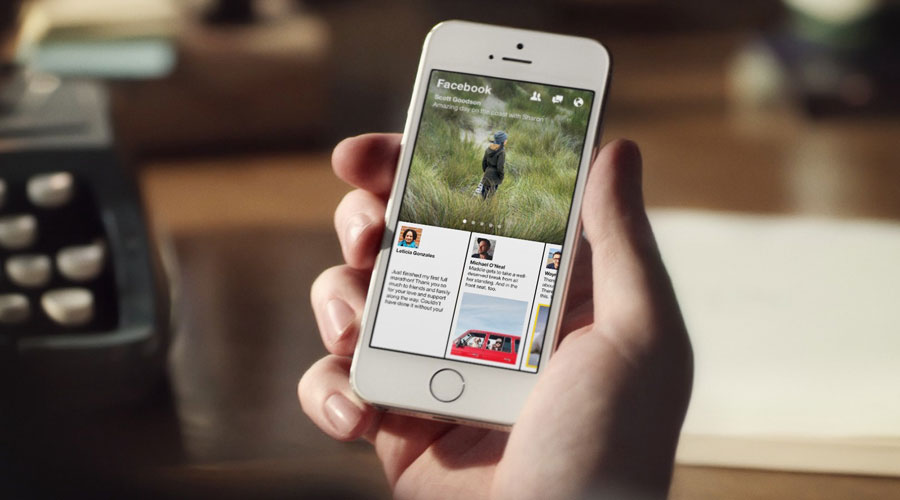 Facebook
Scott Goodson
Amazing day on the coast with Sharon
Leticia Gonzales
Just finished my first full
marathon! Thank you so
much to friends and family
for your love and support
along the way. Couldn't
have done it without you!
Michael O'Neal
Maddie gets to take a well-
deserved break from all
her standing. And in the
front seat, too.